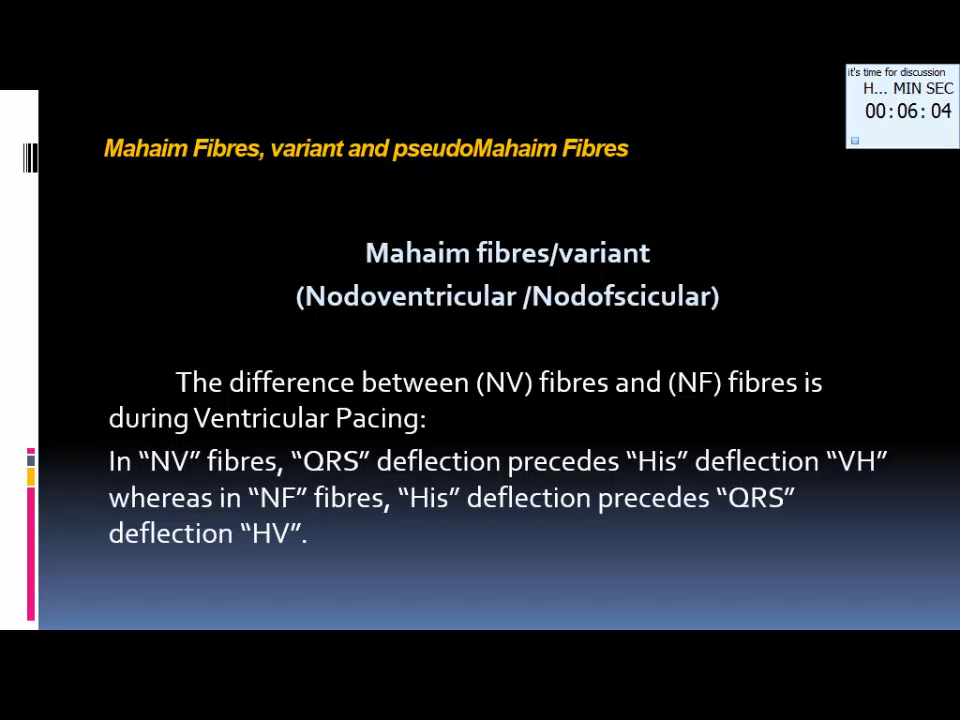 it's time for discussion
H... MIN SEC
00:06:04
Mahaim Fibres, variant and pseudoMahaim Fibres
Mahaim fibres/variant
(Nodoventricular /Nodofscicular)
The difference between (NV) fibres and (NF) fibres is
during Ventricular Pacing:
In “NV” fibres, “QRS” deflection precedes “His” deflection “VH”
whereas in “NF” fibres, “His” deflection precedes “QRS”
deflection “HV”.